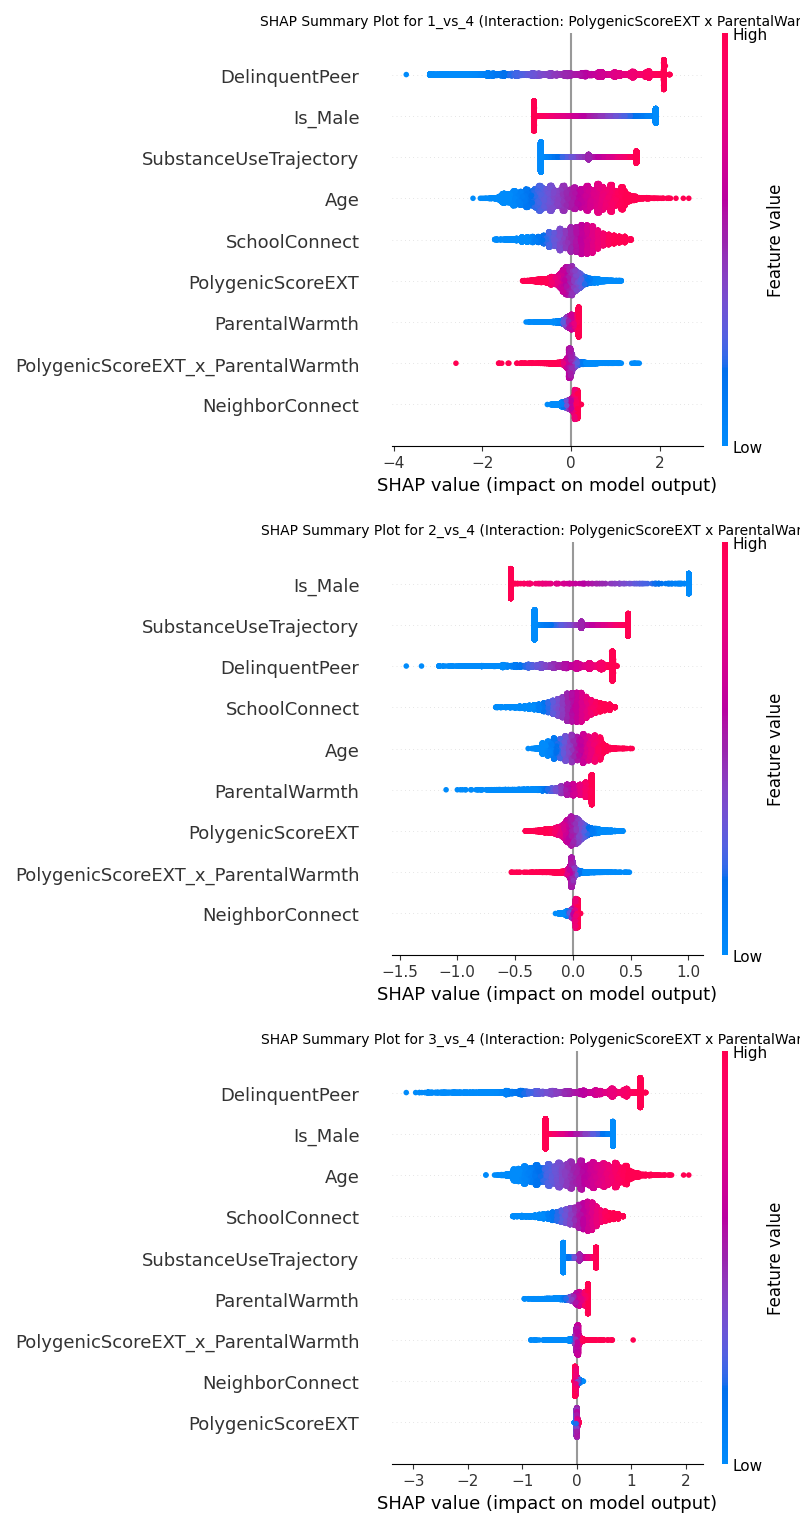 SHAP Summary Plot for 1_vs_4 (Interaction: PolygenicScoreEXT x ParentalWar
High
DelinquentPeer
Is_Male
SubstanceUseTrajectory
Age
SchoolConnect
PolygenicScoreEXT
ParentalWarmth
PolygenicScoreEXT_x_ParentalWarmth
NeighborConnect
Feature value
Low
−4 −2 0 2
SHAP value (impact on model output)
SHAP Summary Plot for 2_vs_4 (Interaction: PolygenicScoreEXT x ParentalWar
High
Is_Male
SubstanceUseTrajectory
DelinquentPeer
SchoolConnect
Age
ParentalWarmth
PolygenicScoreEXT
PolygenicScoreEXT_x_ParentalWarmth
NeighborConnect
Feature value
Low
−1.5 −1.0 −0.5 0.0 0.5 1.0
SHAP value (impact on model output)
SHAP Summary Plot for 3_vs_4 (Interaction: PolygenicScoreEXT x ParentalWar
High
DelinquentPeer
Is_Male
Age
SchoolConnect
SubstanceUseTrajectory
ParentalWarmth
PolygenicScoreEXT_x_ParentalWarmth
NeighborConnect
PolygenicScoreEXT
Feature value
Low
−3 −2 −1 0 1 2
SHAP value (impact on model output)